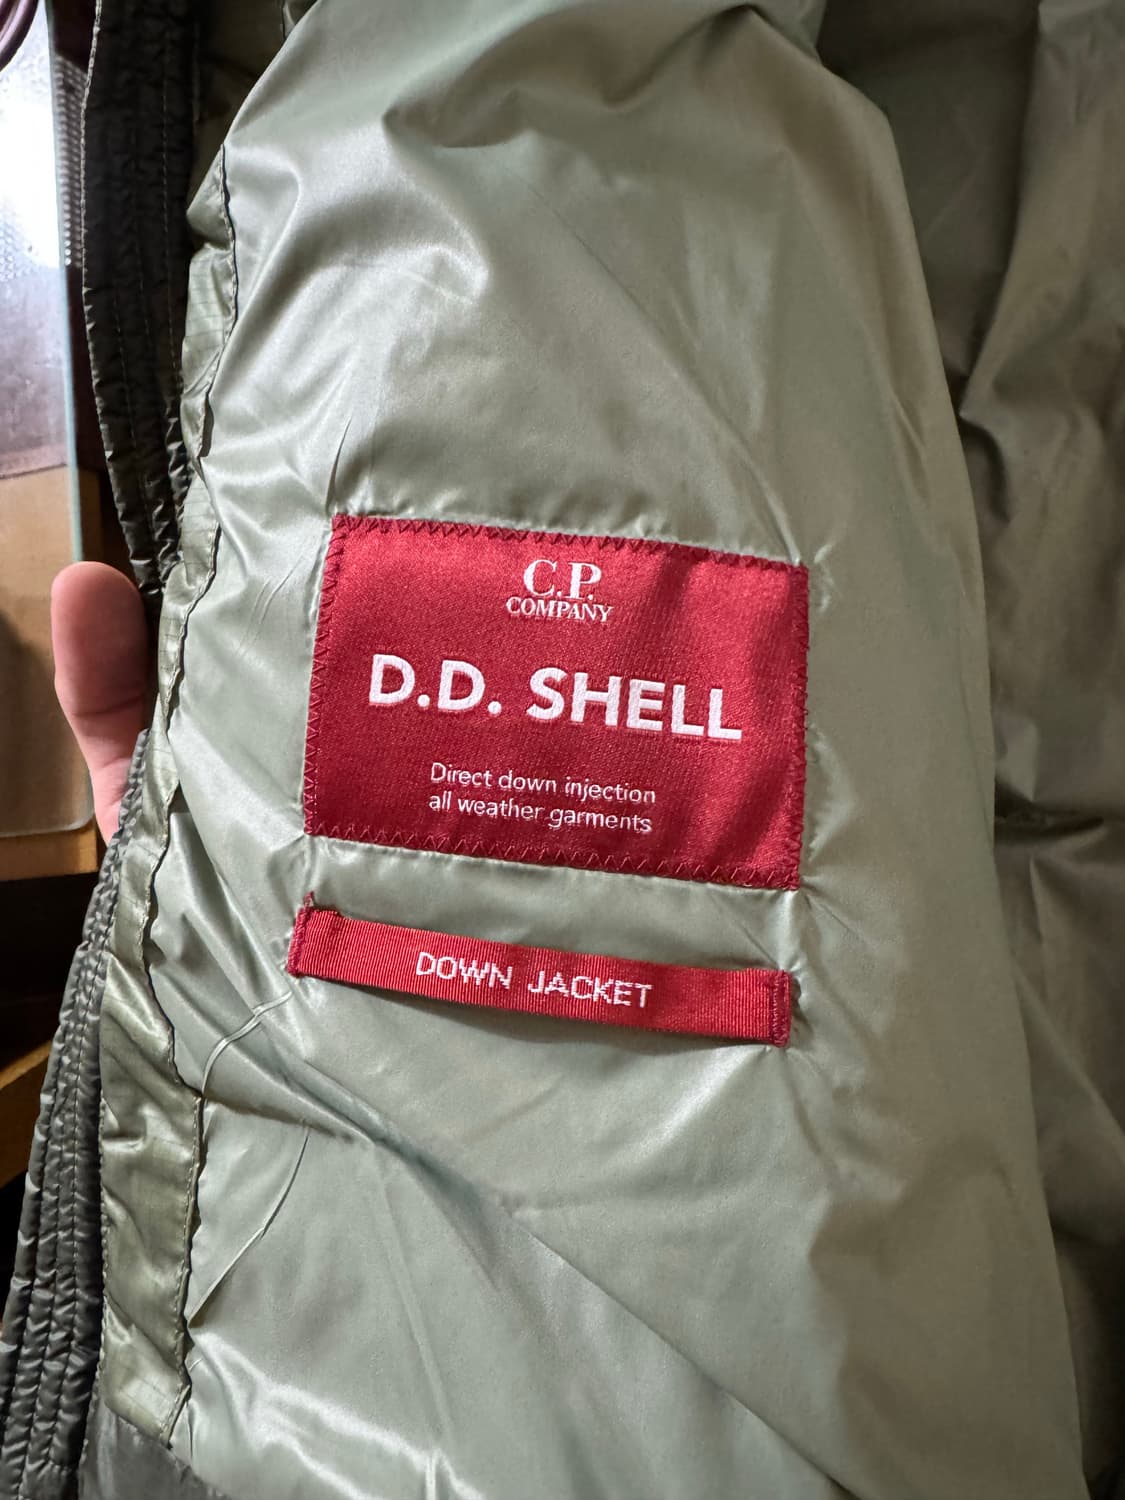 C.P.
COMPANY
D.D. SHELL
Direct down injection
all weather garments
DOWN JACKET